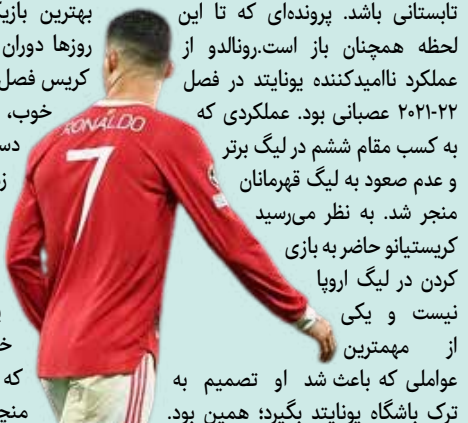 تابستانی باشد. پرونده‌ای که تا این
لحظه همچنان باز است.رونالدو از
عملکرد ناامیدکننده یونایتد در فصل
۲۰۲۱-۲۲ عصبانی بود. عملکردی که
به کسب مقام ششم در لیگ برتر
و عدم صعود به لیگ قهرمانان
منجر شد. به نظر می‌رسید
کریستیانو حاضر به بازی
کردن در لیگ اروپا
نیست و یکی
از مهمترین
عواملی که باعث شد او تصمیم به
ترک باشگاه یونایتد بگیرد؛ همین بود.
RONALDO
7
بهترین
روزها دوران
کریس فصل
خوب،
که